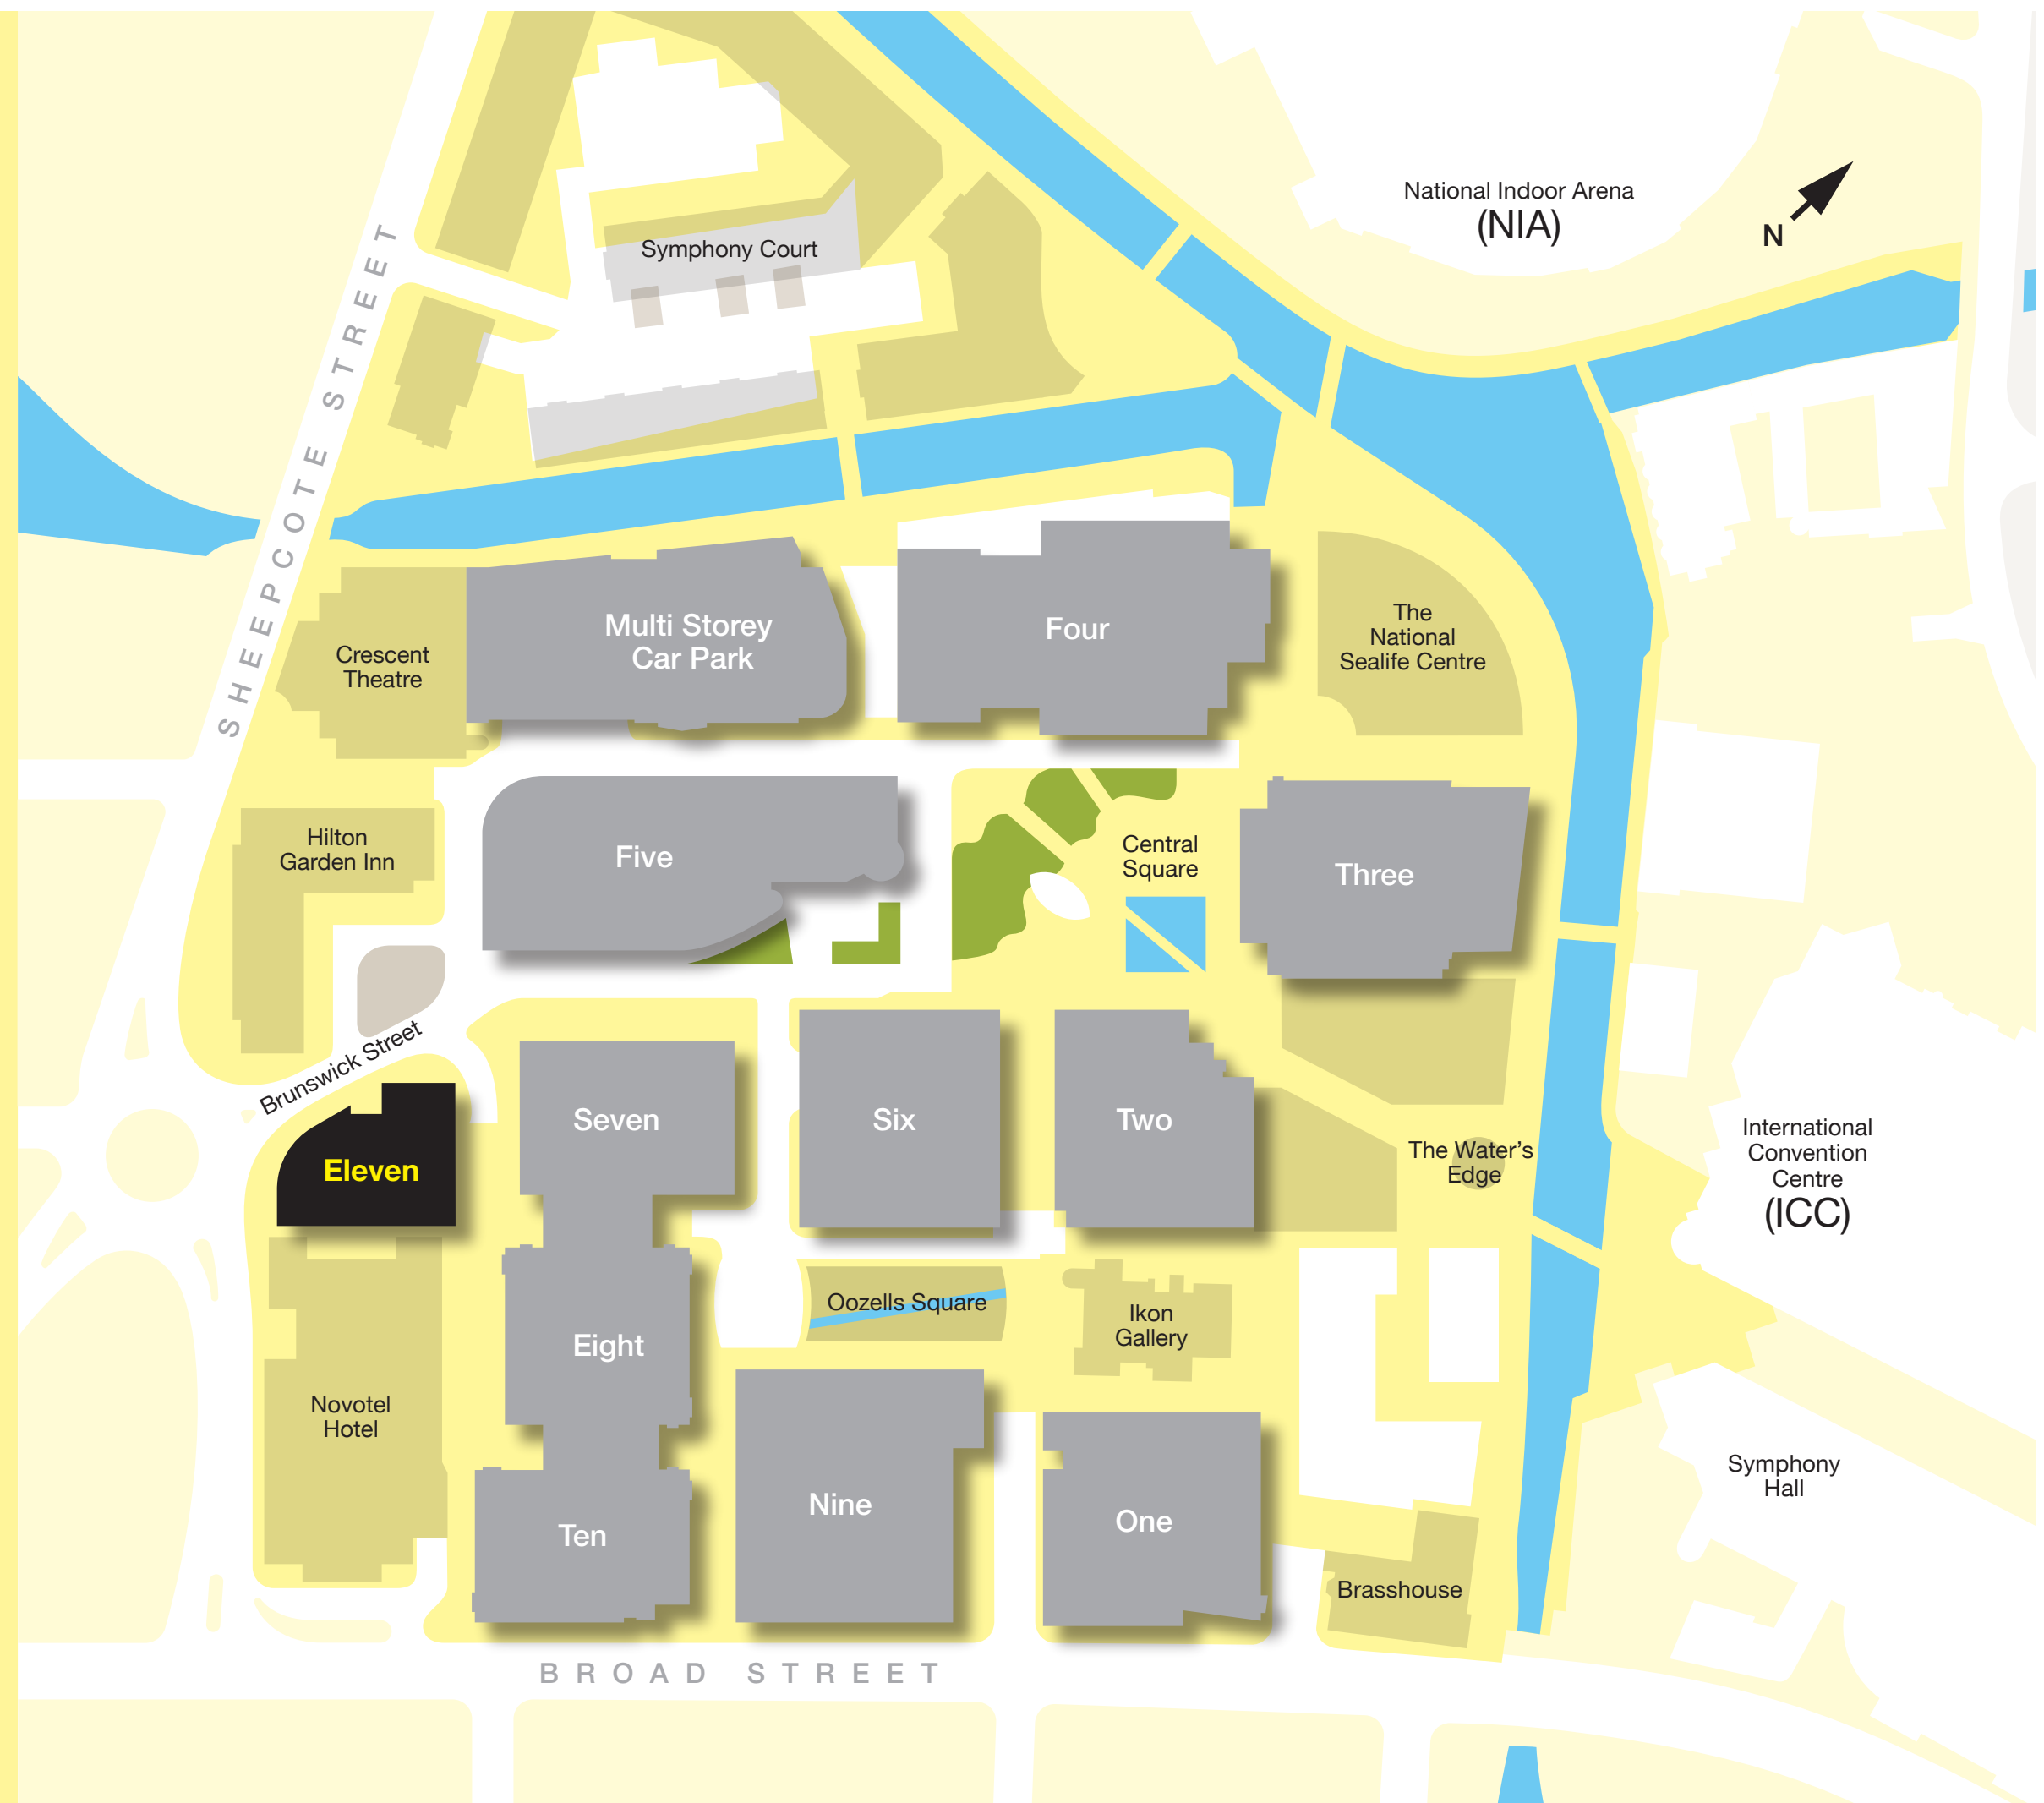 National Indoor Arena
(NIA)
N
Symphony Court
SHEEPCOTE STREET
Multi Storey
Car Park
Four
The
National
Sealife Centre
Crescent
Theatre
Hilton
Garden Inn
Five
Central
Square
Three
Brunswick Street
Eleven
Seven
Six
Two
The Water's
Edge
International
Convention
Centre
(ICC)
Oozells Square
Ikon
Gallery
Eight
Novotel
Hotel
Symphony
Hall
Nine
One
Ten
Brasshouse
BROAD STREET